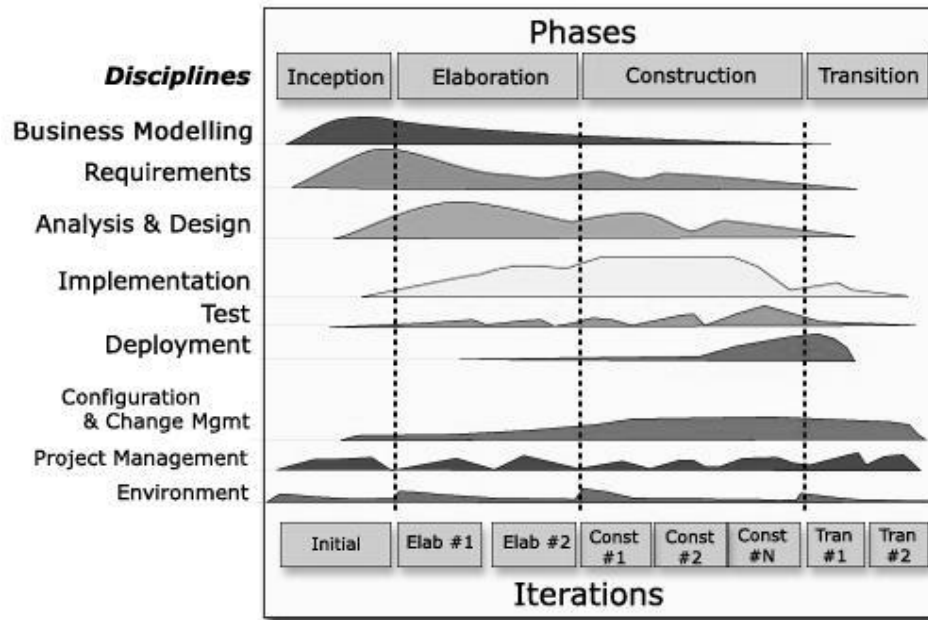 Phases
Disciplines
Inception
Elaboration
Construction
Transition
Business Modelling
Requirements
Analysis & Design
Implementation
Test
Deployment
Configuration
& Change Mgmt
Project Management
Environment
Initial
Elab #1
Elab #2
Const
#1
Const
#2
Const
#N
Tran
#1
Tran
#2
Iterations